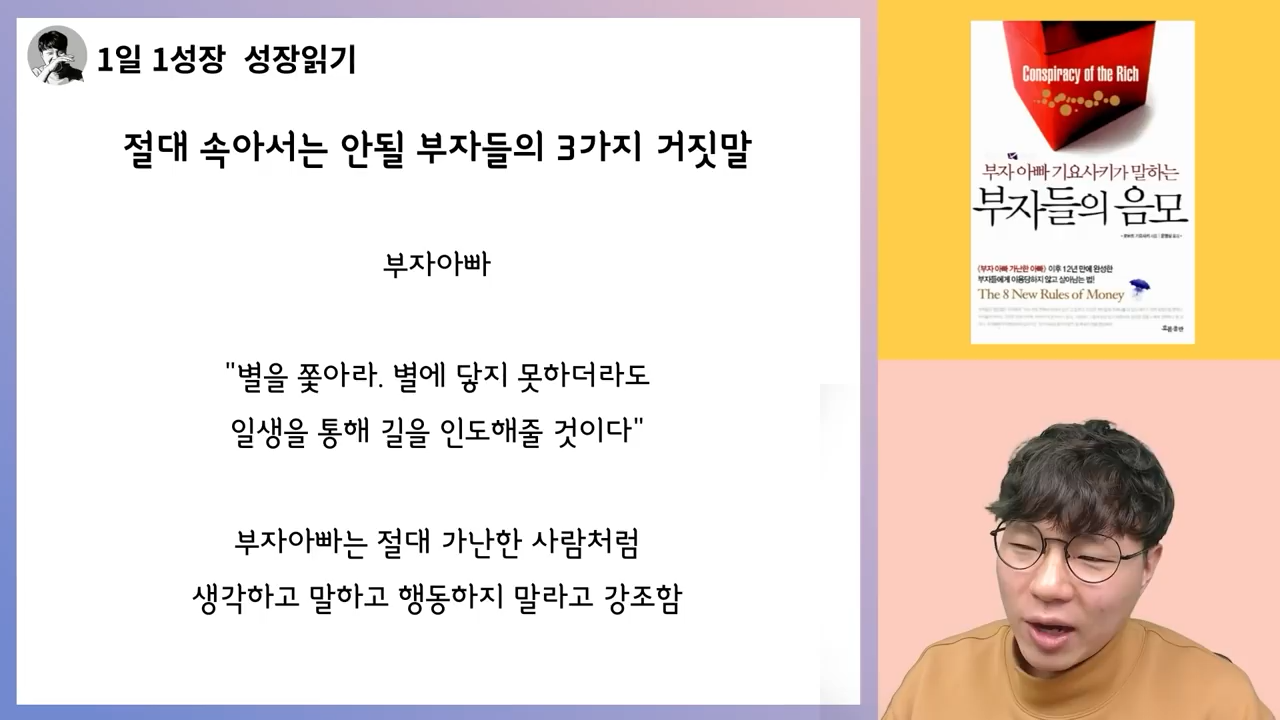 1일 1성장 성장읽기
절대 속아서는 안될 부자들의 3가지 거짓말
부자아빠
"별을 쫓아라. 별에 닿지 못하더라도
일생을 통해 길을 인도해줄 것이다"
부자아빠는 절대 가난한 사람처럼
생각하고 말하고 행동하지 말라고 강조함
Conspiracy of the Rich
부자 아빠 기요사키가 말하는
부자들의 음모
《부자 아빠 가난한 아빠》 이후 12년 만에 완성한
부자들에게 이용당하지 않고 살아남는 법!
The 8 New Rules of Money